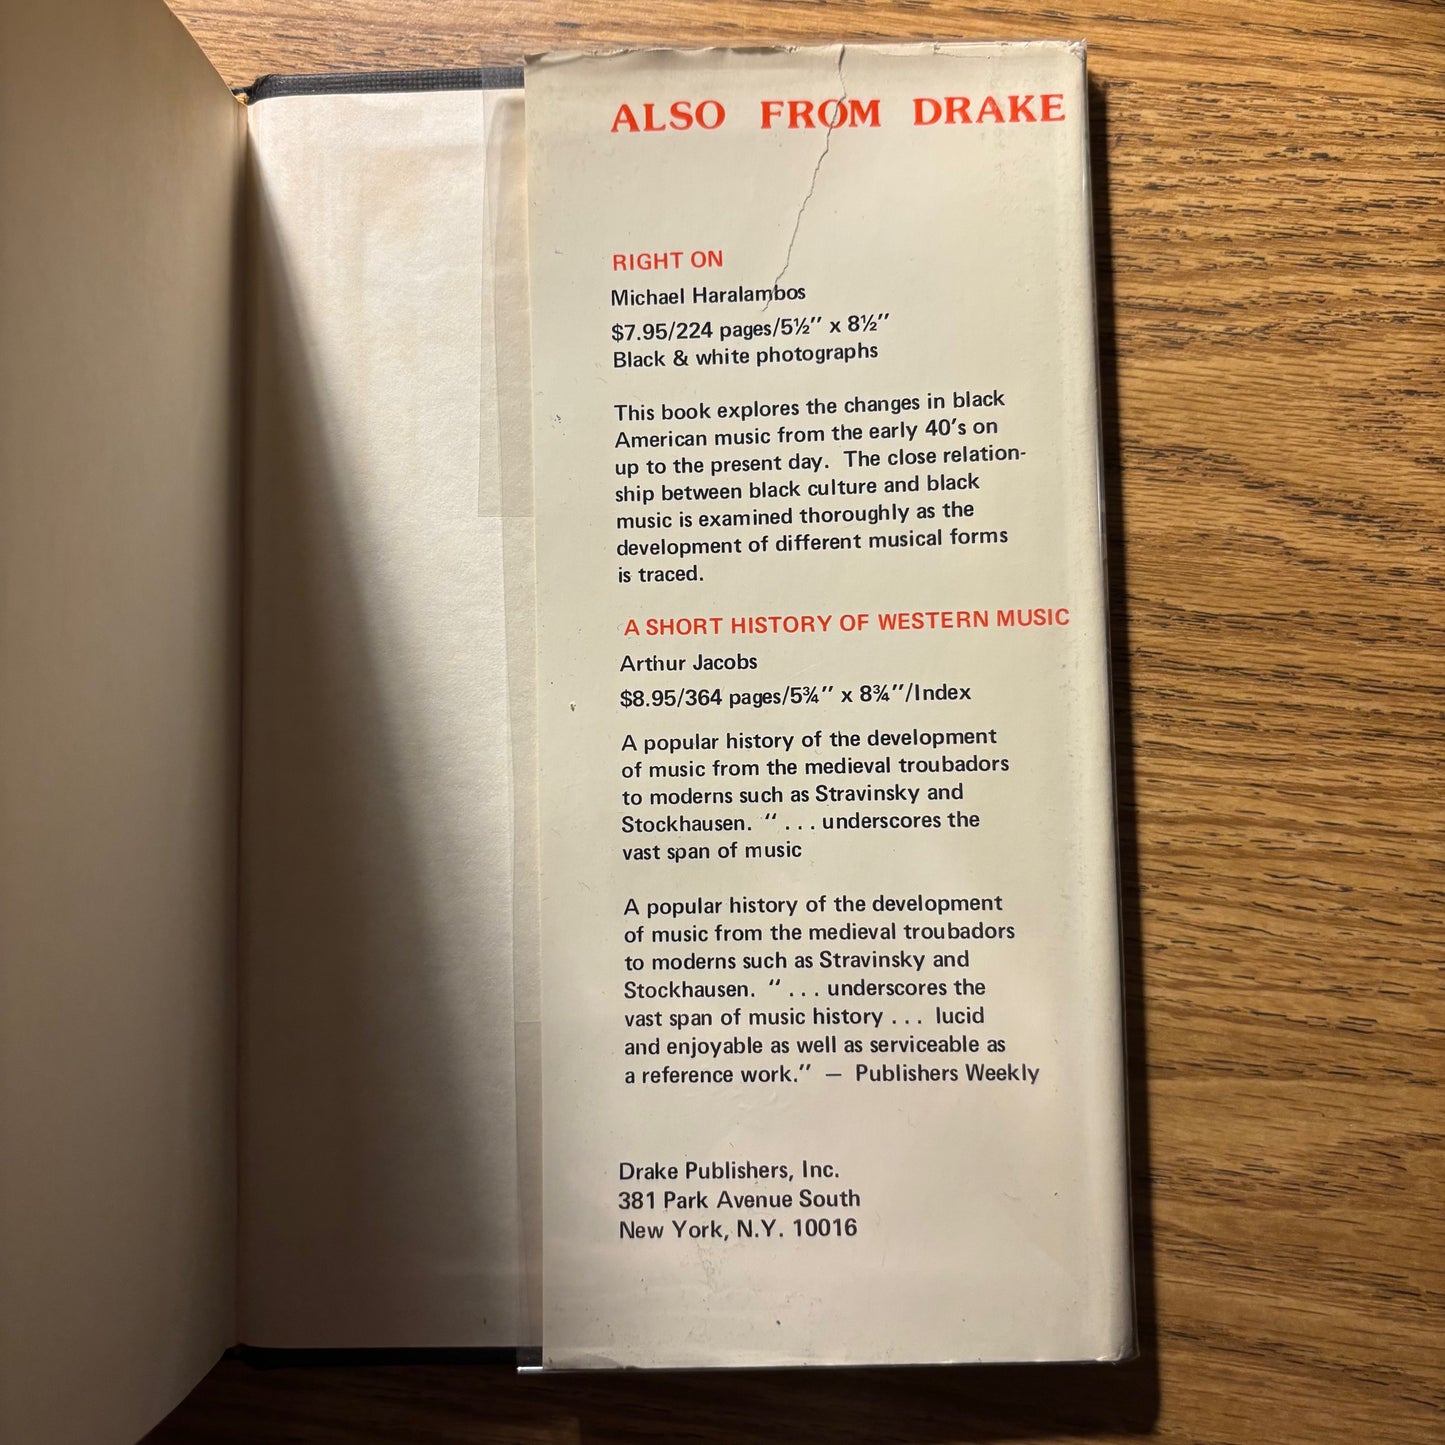 ALSO FROM DRAKE
RIGHT ON
Michael Haralambos
$7.95/224 pages/5½″ x 8½″
Black & white photographs
This book explores the changes in black
American music from the early 40's on
up to the present day. The close relation-
ship between black culture and black
music is examined thoroughly as the
development of different musical forms
is traced.
A SHORT HISTORY OF WESTERN MUSIC
Arthur Jacobs
$8.95/364 pages/5¾″ x 8¾″/Index
A popular history of the development
of music from the medieval troubadors
to moderns such as Stravinsky and
Stockhausen. “ . . . underscores the
vast span of music
A popular history of the development
of music from the medieval troubadors
to moderns such as Stravinsky and
Stockhausen. “ . . . underscores the
vast span of music history . . . lucid
and enjoyable as well as serviceable as
a reference work.” — Publishers Weekly
Drake Publishers, Inc.
381 Park Avenue South
New York, N.Y. 10016